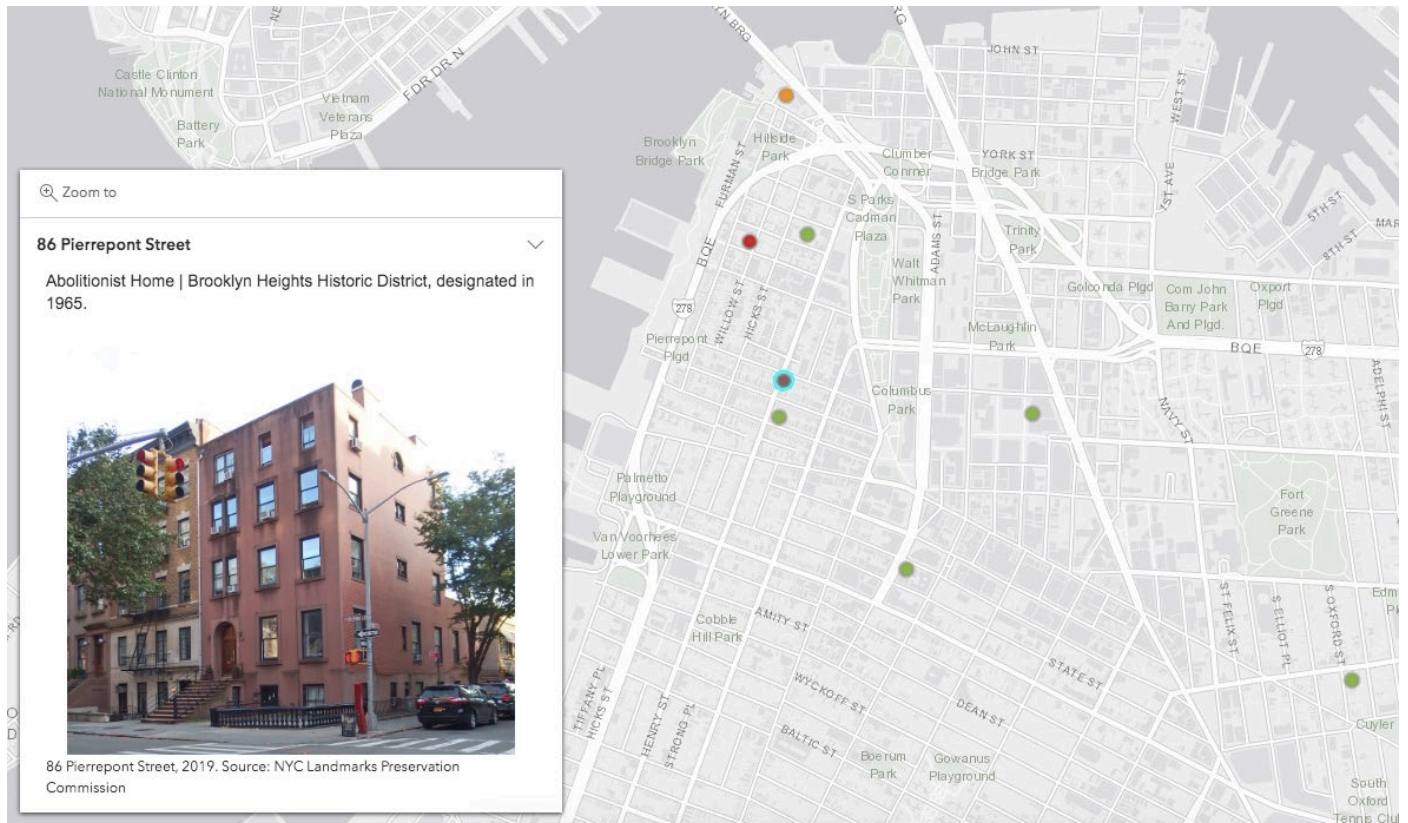 Zoom to
86 Pierrepont Street
Abolitionist Home | Brooklyn Heights Historic District, designated in
1965.
86 Pierrepont Street, 2019. Source: NYC Landmarks Preservation
Commission
Castle Clinton
National Monument
Battery
Park
Vietnam
Veterans
Plaza
FDR DR N
JOHN ST
WEST ST
Brooklyn
Bridge Park
Hillside
Park
FURMAN ST
Clumber
Cornner
YORK ST
Bridge Park
1ST AVE
5TH ST
8TH ST
S Parks
Cadman
Plaza
ADAMS ST
Trinity
Park
BQE
Walt
Whitman
Park
Golconda Plgd
Com John
Barry Park
And Plgd.
Oxport
Plgd
278
WILLOW ST
HICKS ST
Pierrepont
Plgd
McLaughlin
Park
BQE
278
ADELPHI ST
Columbus
Park
NAVY ST
Palmetto
Playground
Fort
Greene
Park
Van Voorhees
Lower Park
Cobble
Hill Park
AMITY ST
ST FELIX ST
S ELLIOT PL
S OXFORD ST
STATE ST
TIFFANY PL
HICKS ST
HENRY ST
STRONG PL
WYCKOFF ST
DEAN ST
BALTIC ST
Boerum
Park
Gowanus
Playground
Cuyler
South
Oxford